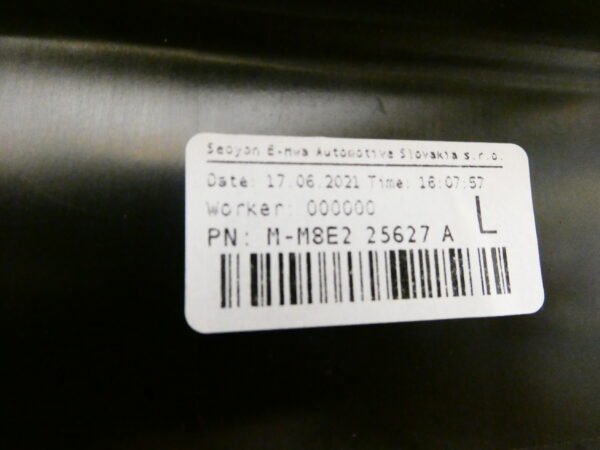 Seoyon E-Hwa Automotive Slovakia s.r.o.
Date: 17.06.2021 Time: 16:07:57
Worker: 000000
L
PN: M-M8E2 25627 A